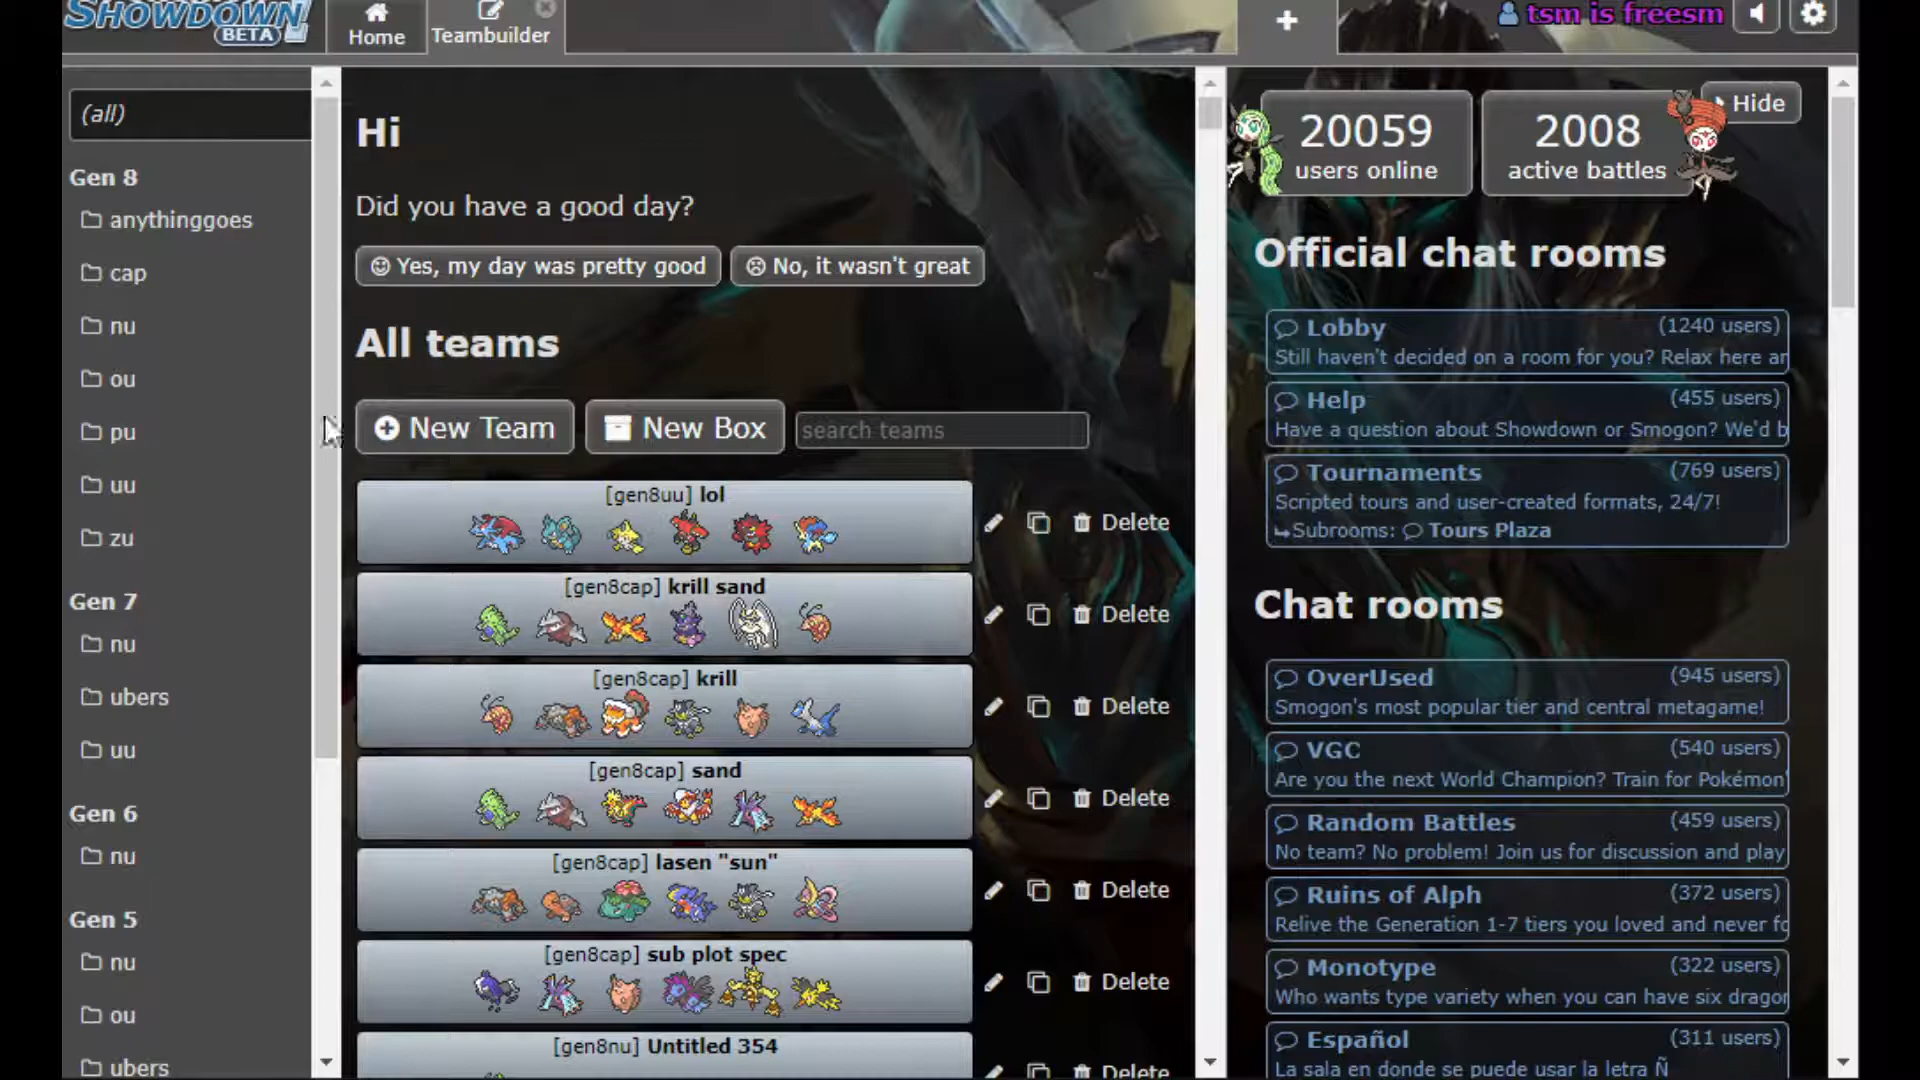 SHOWDOWN
BETA
Home
Teambuilder
tsm is freesm
(all)
Gen 8
anythinggoes
cap
nu
ou
pu
uu
zu
Gen 7
nu
ubers
uu
Gen 6
nu
Gen 5
nu
ou
ubers
Hi
Did you have a good day?
Yes, my day was pretty good
No, it wasn't great
All teams
New Team
New Box
search teams
[gen8uu] lol
Delete
[gen8cap] krill sand
Delete
[gen8cap] krill
Delete
[gen8cap] sand
Delete
[gen8cap] lasen "sun"
Delete
[gen8cap] sub plot spec
Delete
[gen8nu] Untitled 354
Delete
Hide
20059
users online
2008
active battles
Official chat rooms
Lobby (1240 users)
Still haven't decided on a room for you? Relax here ar
Help (455 users)
Have a question about Showdown or Smogon? We'd b
Tournaments (769 users)
Scripted tours and user-created formats, 24/7!
↳Subrooms: Tours Plaza
Chat rooms
OverUsed (945 users)
Smogon's most popular tier and central metagame!
VGC (540 users)
Are you the next World Champion? Train for Pokémon'
Random Battles (459 users)
No team? No problem! Join us for discussion and play
Ruins of Alph (372 users)
Relive the Generation 1-7 tiers you loved and never fo
Monotype (322 users)
Who wants type variety when you can have six dragor
Español (311 users)
La sala en donde se puede usar la letra Ñ